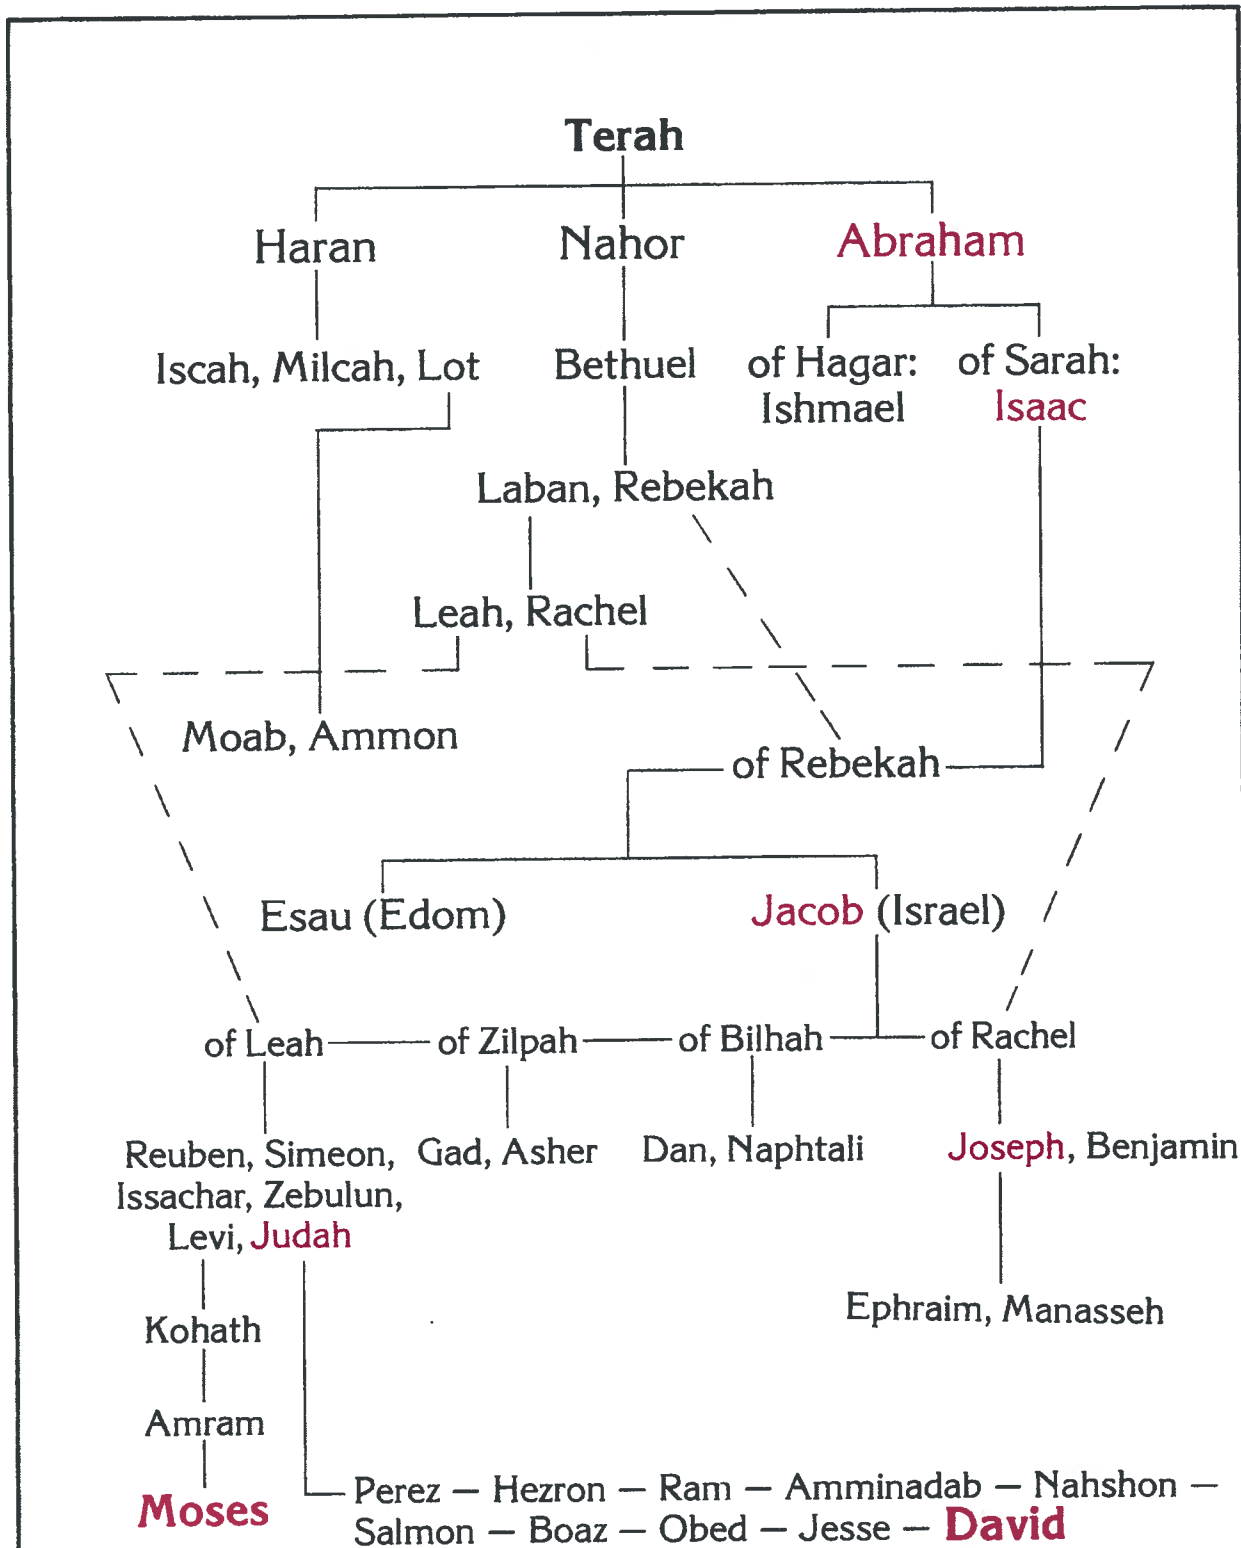 Terah
Haran Nahor Abraham
Iscah, Milcah, Lot Bethuel of Hagar: of Sarah:
Ishmael Isaac
Laban, Rebekah
Leah, Rachel
Moab, Ammon
of Rebekah
Esau (Edom) Jacob (Israel)
of Leah of Zilpah of Bilhah of Rachel
Reuben, Simeon, Gad, Asher Dan, Naphtali Joseph, Benjamin
Issachar, Zebulun,
Levi, Judah
Ephraim, Manasseh
Kohath
Amram
Moses
Perez — Hezron — Ram — Amminadab — Nahshon —
Salmon — Boaz — Obed — Jesse — David